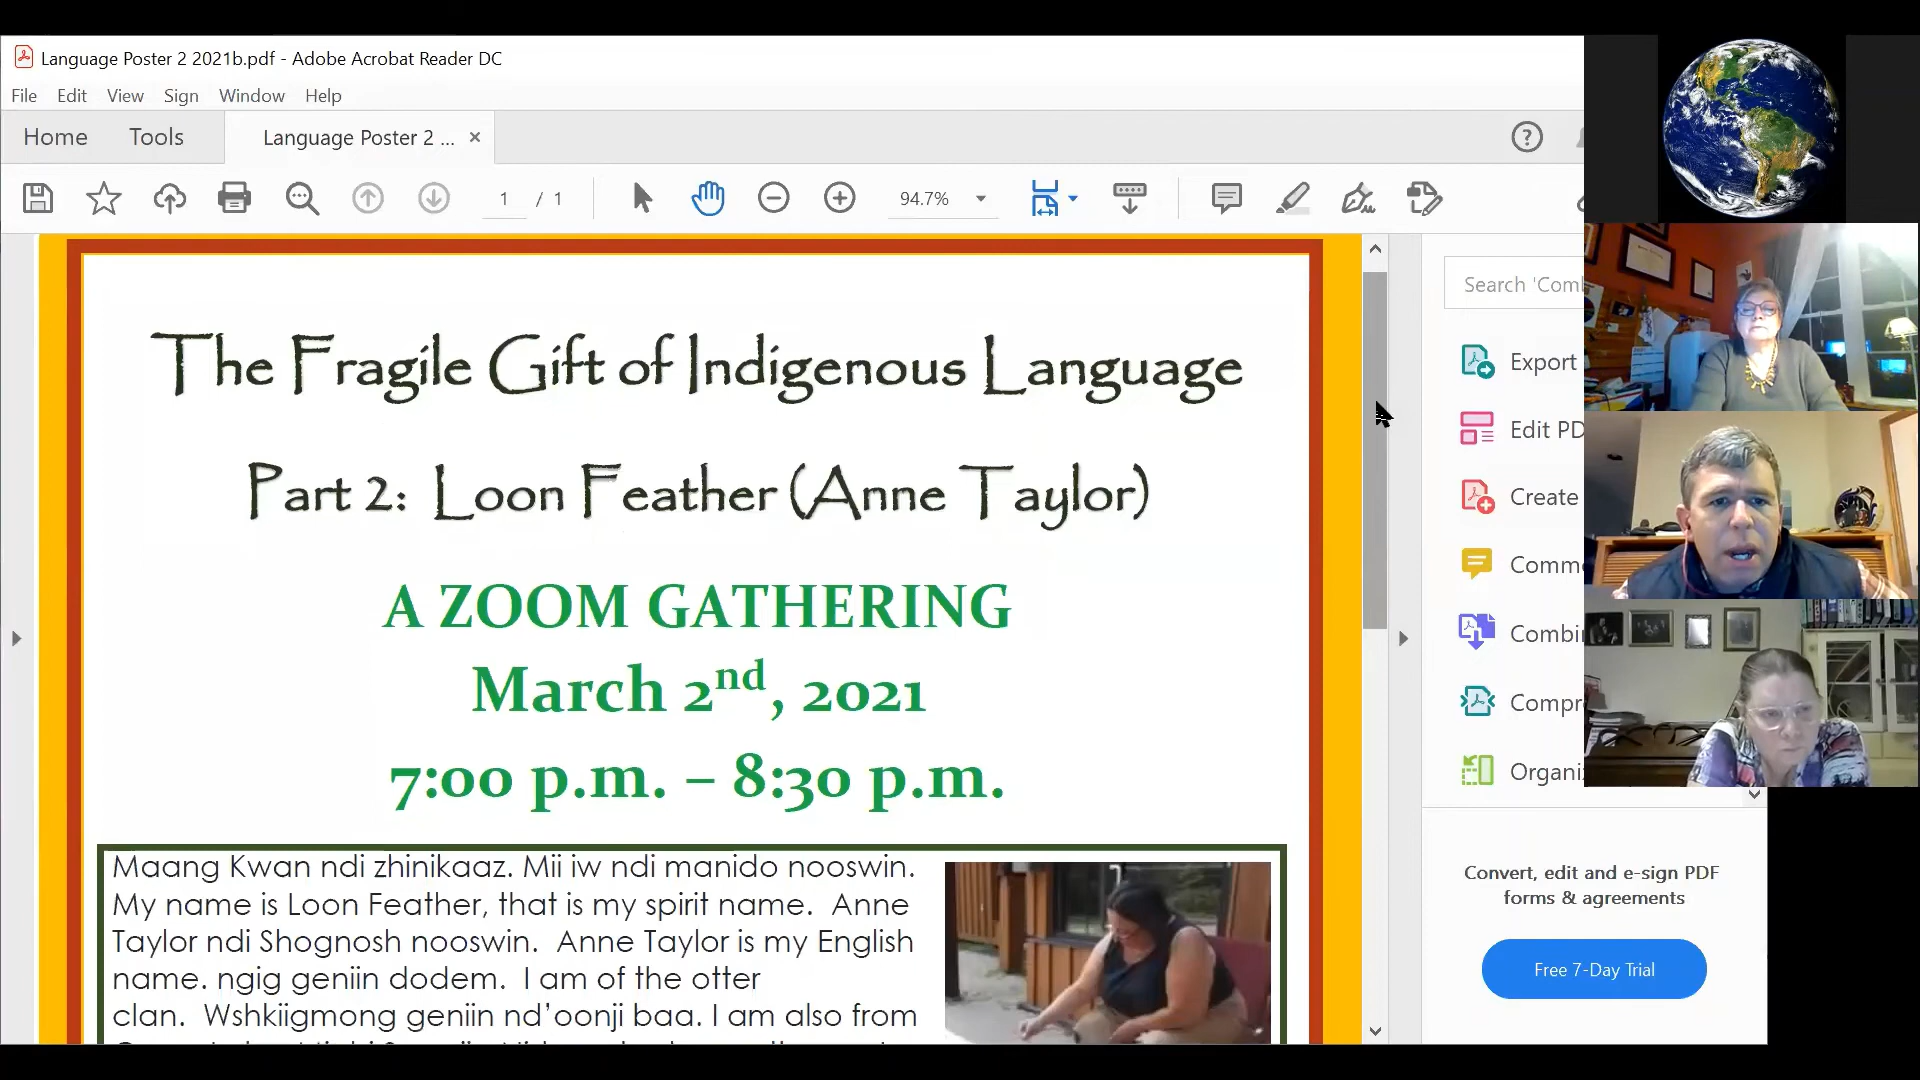 Language Poster 2 2021b.pdf - Adobe Acrobat Reader DC
File Edit View Sign Window Help
Home Tools Language Poster 2 ... ×
1 / 1 94.7%
The Fragile Gift of Indigenous Language
Part 2: Loon Feather (Anne Taylor)
A ZOOM GATHERING
March 2nd, 2021
7:00 p.m. – 8:30 p.m.
Maang Kwan ndi zhinikaaz. Mii iw ndi manido nooswin.
My name is Loon Feather, that is my spirit name. Anne
Taylor ndi Shognosh nooswin. Anne Taylor is my English
name. ngig geniin dodem. I am of the otter
clan. Wshkiigmong geniin nd’oonji baa. I am also from
Search 'Com
Export
Edit PD
Create
Comm
Combi
Compr
Organi
Convert, edit and e-sign PDF
forms & agreements
Free 7-Day Trial